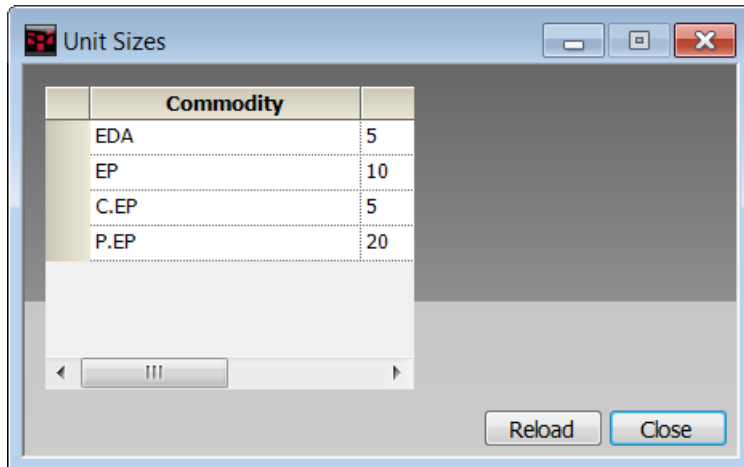 Unit Sizes
Commodity
EDA 5
EP 10
C.EP 5
P.EP 20
Reload Close